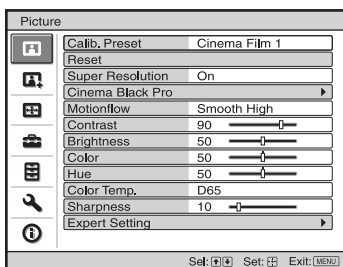 Picture
Calib. Preset Cinema Film 1
Reset
Super Resolution On
Cinema Black Pro
Motionflow Smooth High
Contrast 90
Brightness 50
Color 50
Hue 50
Color Temp. D65
Sharpness 10
Expert Setting
Sel: Set: Exit: MENU